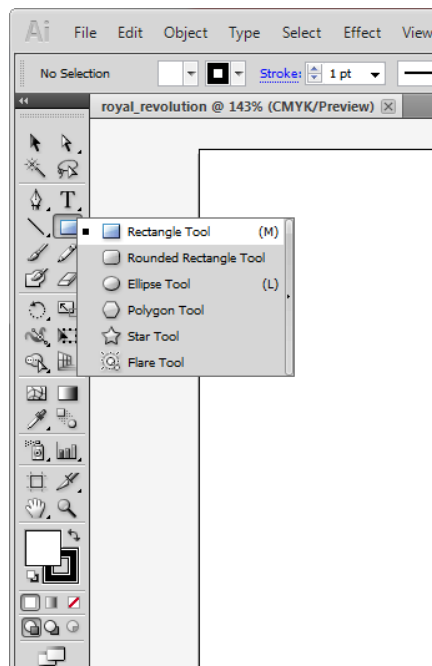 Ai File Edit Object Type Select Effect View
No Selection Stroke: 1 pt
royal_revolution @ 143% (CMYK/Preview)
T
Rectangle Tool (M)
Rounded Rectangle Tool
Ellipse Tool (L)
Polygon Tool
Star Tool
Flare Tool